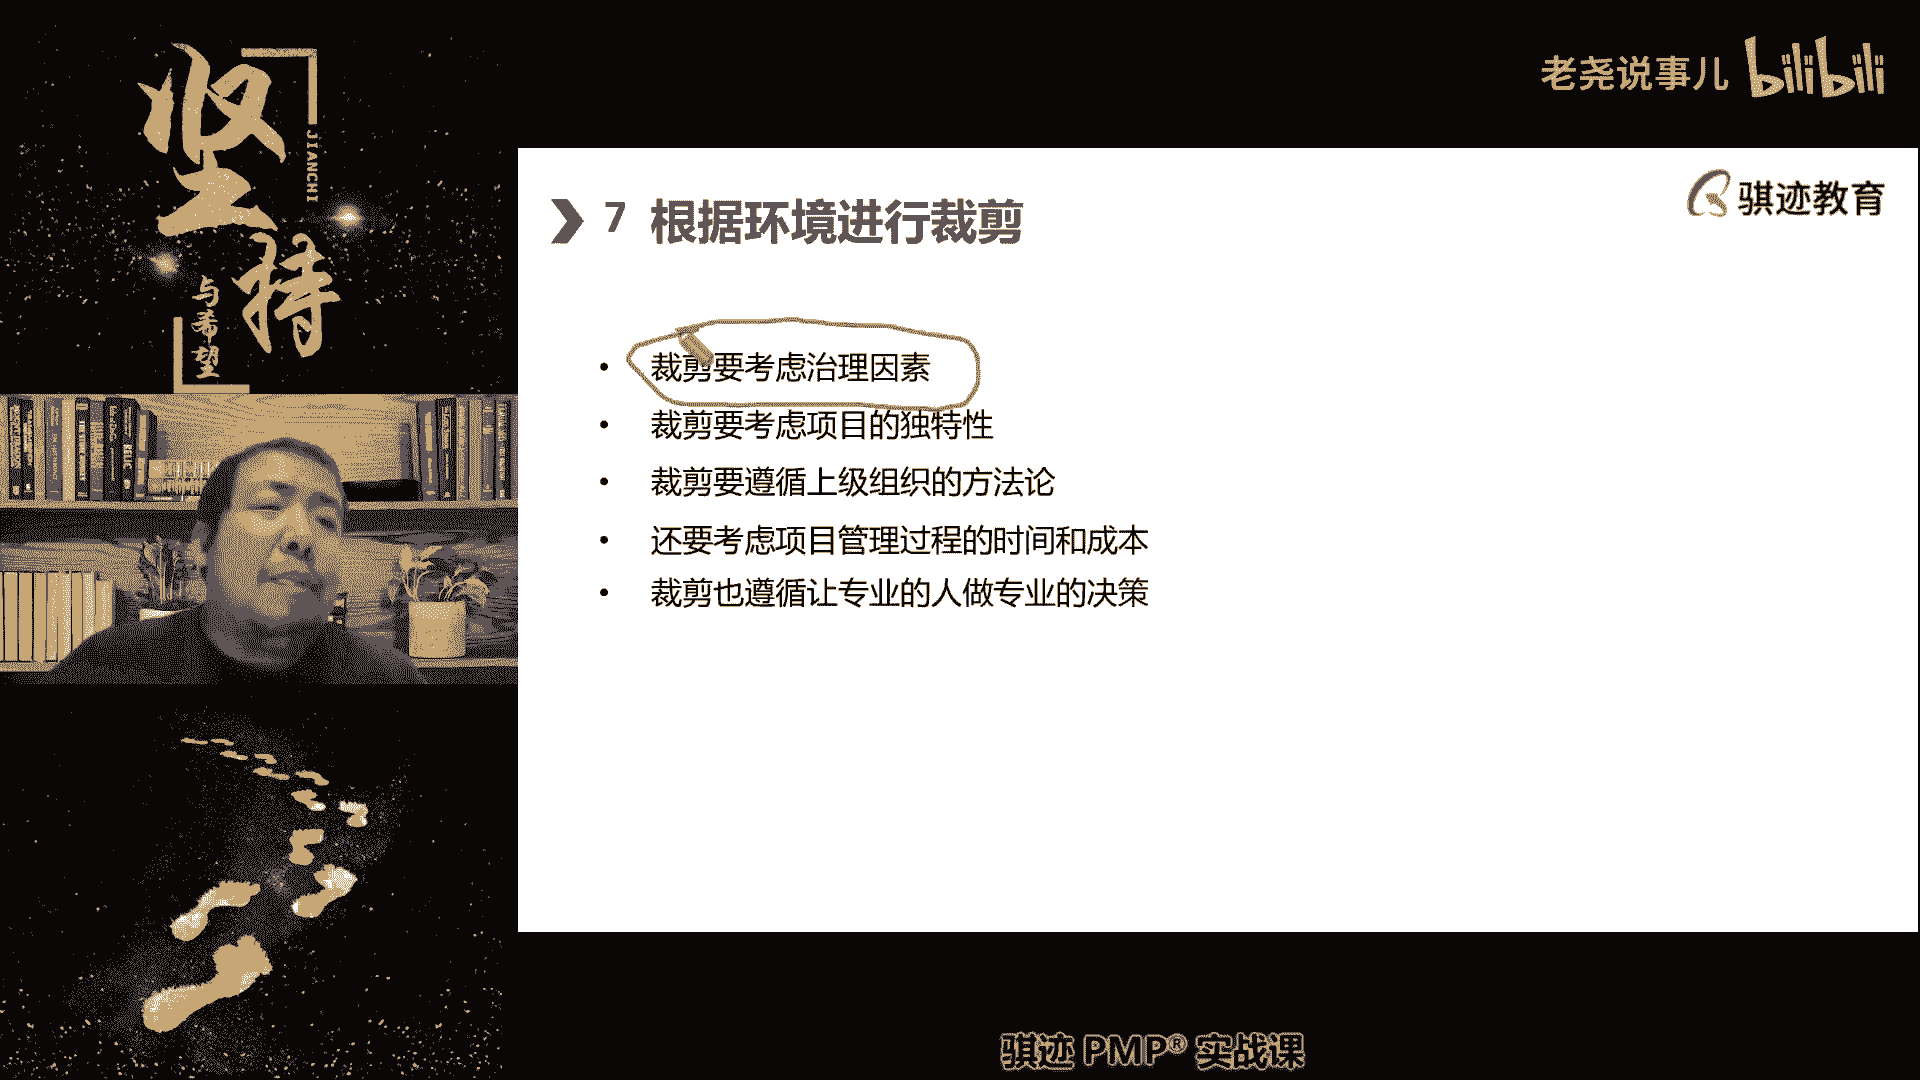 坚持
JIANCHI
与希望
老尧说事儿 bilibili
骐迹教育
7 根据环境进行裁剪
• 裁剪要考虑治理因素
• 裁剪要考虑项目的独特性
• 裁剪要遵循上级组织的方法论
• 还要考虑项目管理过程的时间和成本
• 裁剪也遵循让专业的人做专业的决策
骐迹 PMP® 实战课